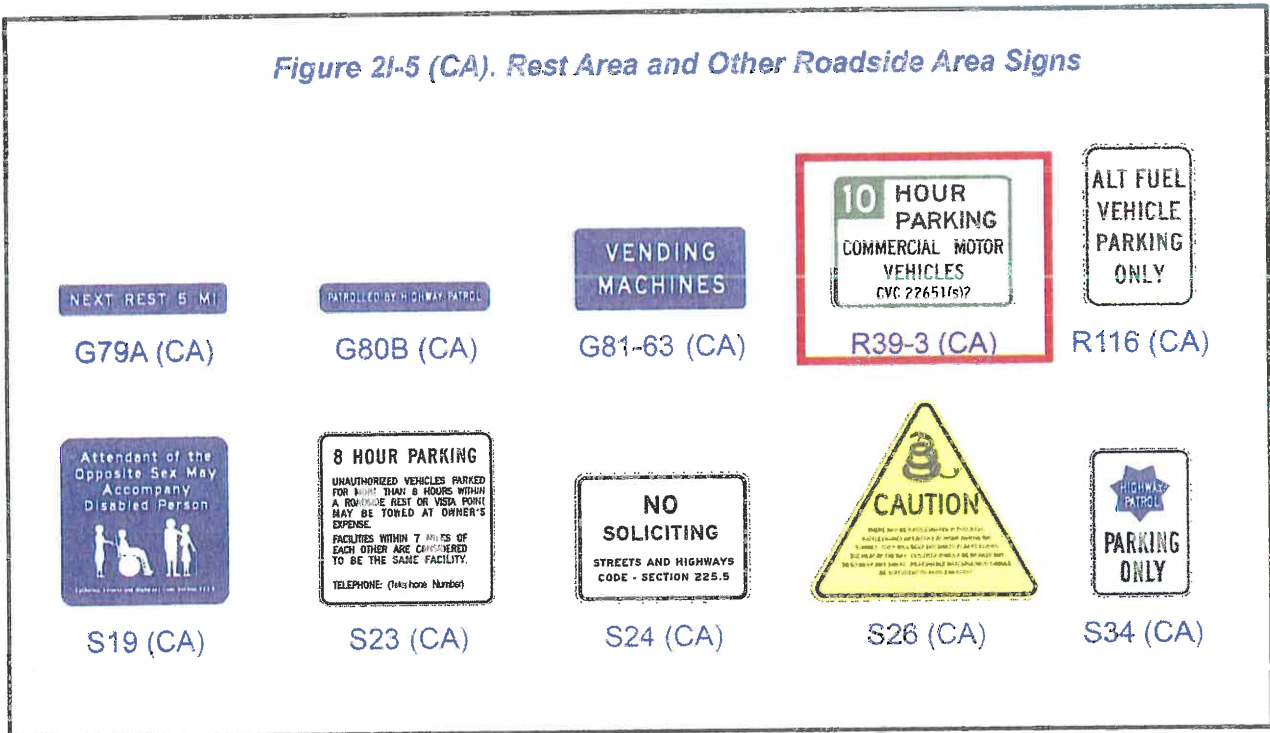 Figure 2I-5 (CA). Rest Area and Other Roadside Area Signs
NEXT REST 5 MI
G79A (CA)
PATROLLED BY HIGHWAY PATROL
G80B (CA)
VENDING
MACHINES
G81-63 (CA)
10 HOUR
PARKING
COMMERCIAL MOTOR
VEHICLES
CVC 22651(s)2
R39-3 (CA)
ALT FUEL
VEHICLE
PARKING
ONLY
R116 (CA)
Attendant of the
Opposite Sex May
Accompany
Disabled Person
S19 (CA)
8 HOUR PARKING
UNAUTHORIZED VEHICLES PARKED
FOR MORE THAN 8 HOURS WITHIN
A ROADSIDE REST OR VISTA POINT
MAY BE TOWED AT OWNER'S
EXPENSE.
FACILITIES WITHIN 7 MILES OF
EACH OTHER ARE CONSIDERED
TO BE THE SAME FACILITY.
TELEPHONE: (Telephone Number)
S23 (CA)
NO
SOLICITING
STREETS AND HIGHWAYS
CODE - SECTION 225.5
S24 (CA)
CAUTION
S26 (CA)
HIGHWAY
PATROL
PARKING
ONLY
S34 (CA)